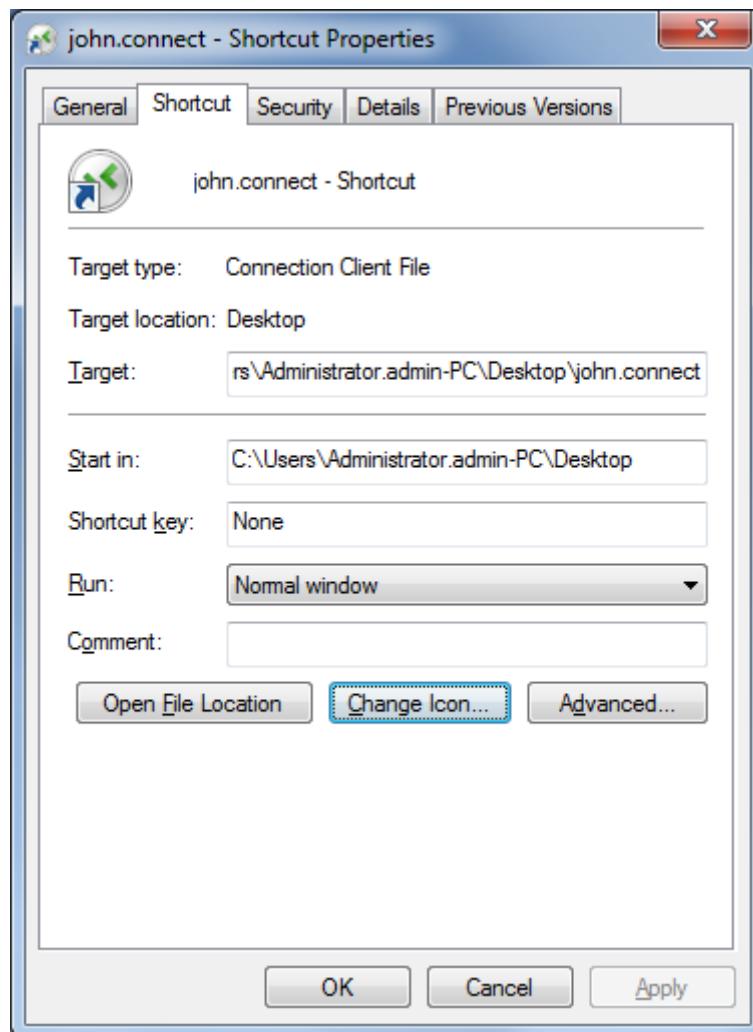 john.connect - Shortcut Properties
General Shortcut Security Details Previous Versions
john.connect - Shortcut
Target type: Connection Client File
Target location: Desktop
Target: rs\Administrator.admin-PC\Desktop\john.connect
Start in: C:\Users\Administrator.admin-PC\Desktop
Shortcut key: None
Run: Normal window
Comment:
Open File Location Change Icon... Advanced...
OK Cancel Apply